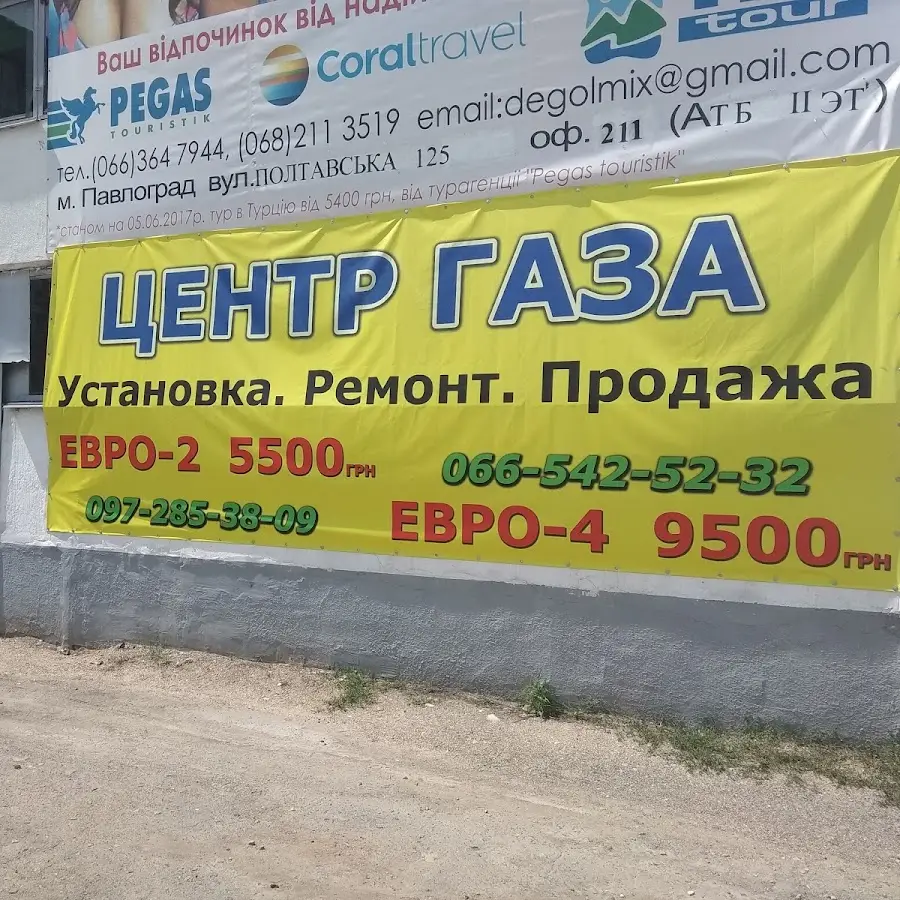 Ваш відпочинок від надій
PEGAS
TOURISTIK
Coraltravel
tour
тел.(066)364 7944, (068)211 3519 email:degolmix@gmail.com
м. Павлоград вул.ПОЛТАВСЬКА 125 оф. 211 (АТБ ІІ ЭТ')
*станом на 05.06.2017р. тур в Турцію від 5400 грн, від турагенції "Pegas touristik"
ЦЕНТР ГАЗА
Установка. Ремонт. Продажа
ЕВРО-2 5500грн 066-542-52-32
097-285-38-09 ЕВРО-4 9500грн